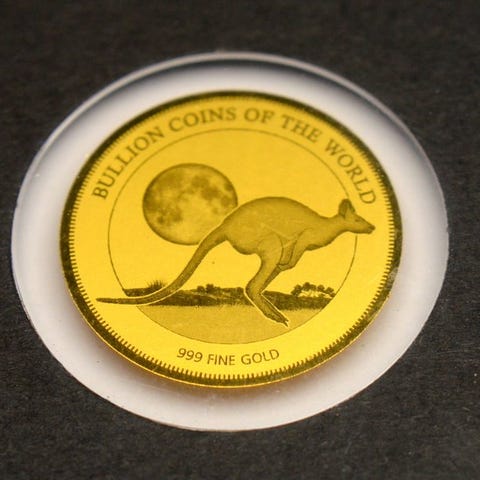 BULLION COINS OF THE WORLD
999 FINE GOLD